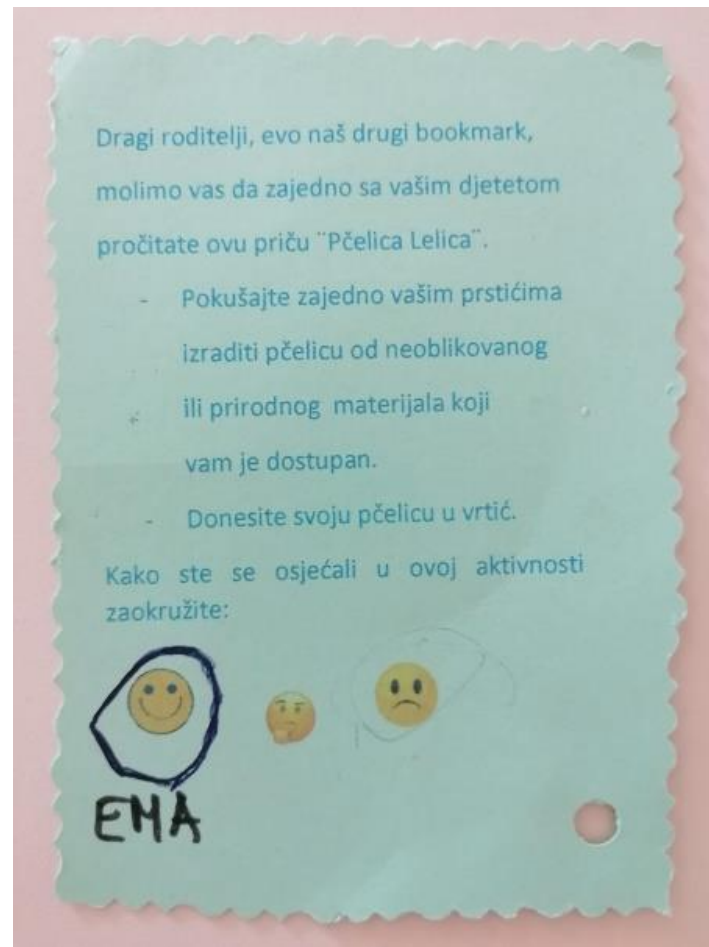 Dragi roditelji, evo naš drugi bookmark,
molimo vas da zajedno sa vašim djetetom
pročitate ovu priču ¨Pčelica Lelica¨.
- Pokušajte zajedno vašim prstićima
izraditi pčelicu od neoblikovanog
ili prirodnog materijala koji
vam je dostupan.
- Donesite svoju pčelicu u vrtić.
Kako ste se osjećali u ovoj aktivnosti
zaokružite:
EMA